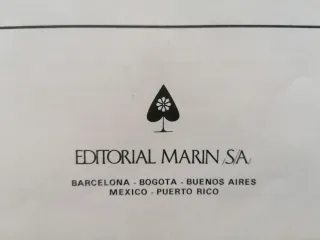 EDITORIAL MARIN, S/A/
BARCELONA - BOGOTA - BUENOS AIRES
MEXICO - PUERTO RICO